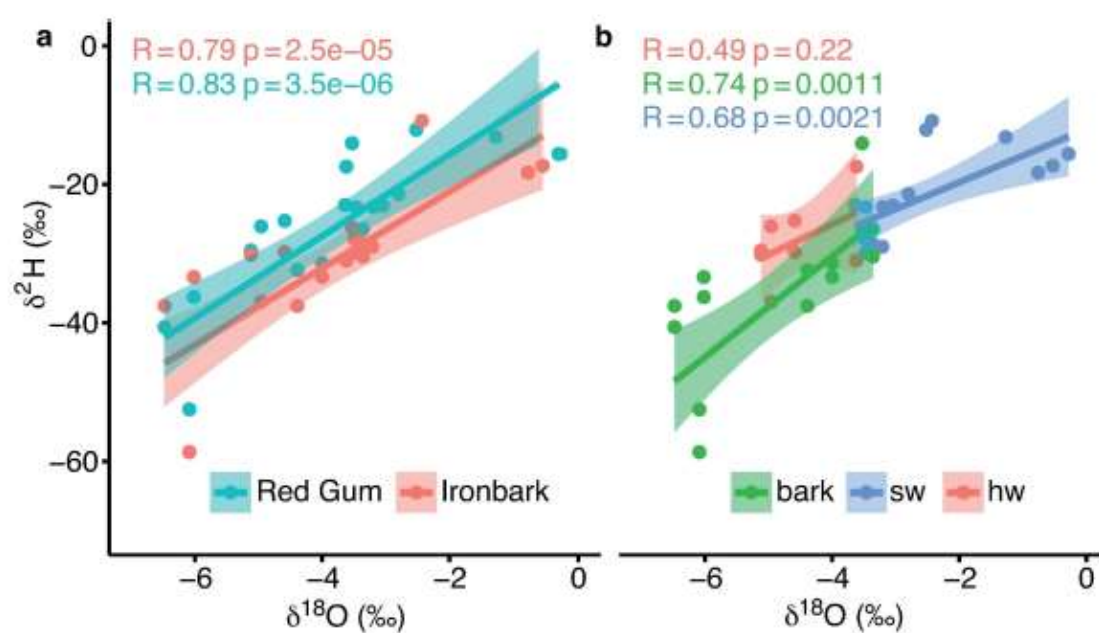 a
R=0.79 p=2.5e−05
R=0.83 p=3.5e−06
b
R=0.49 p=0.22
R=0.74 p=0.0011
R=0.68 p=0.0021
δ²H (‰)
0
−20
−40
−60
Red Gum Ironbark
bark sw hw
−6 −4 −2 0
−6 −4 −2 0
δ¹⁸O (‰)
δ¹⁸O (‰)